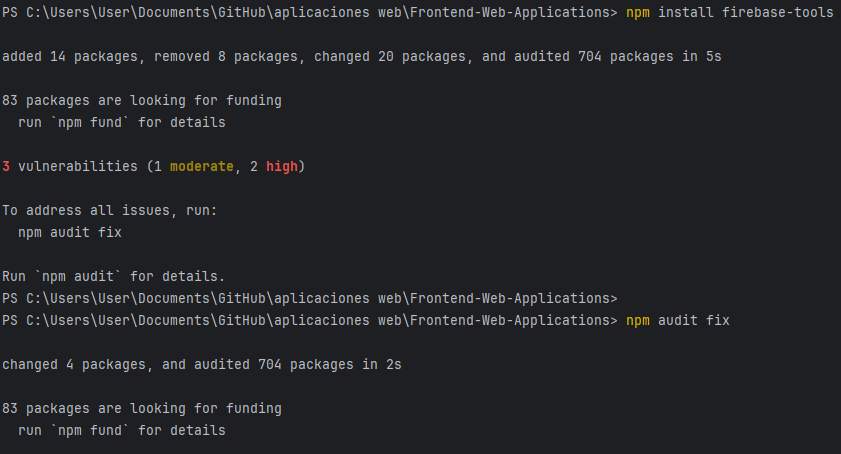 PS C:\Users\User\Documents\GitHub\aplicaciones web\Frontend-Web-Applications> npm install firebase-tools
added 14 packages, removed 8 packages, changed 20 packages, and audited 704 packages in 5s
83 packages are looking for funding
  run `npm fund` for details
3 vulnerabilities (1 moderate, 2 high)
To address all issues, run:
  npm audit fix
Run `npm audit` for details.
PS C:\Users\User\Documents\GitHub\aplicaciones web\Frontend-Web-Applications>
PS C:\Users\User\Documents\GitHub\aplicaciones web\Frontend-Web-Applications> npm audit fix
changed 4 packages, and audited 704 packages in 2s
83 packages are looking for funding
  run `npm fund` for details